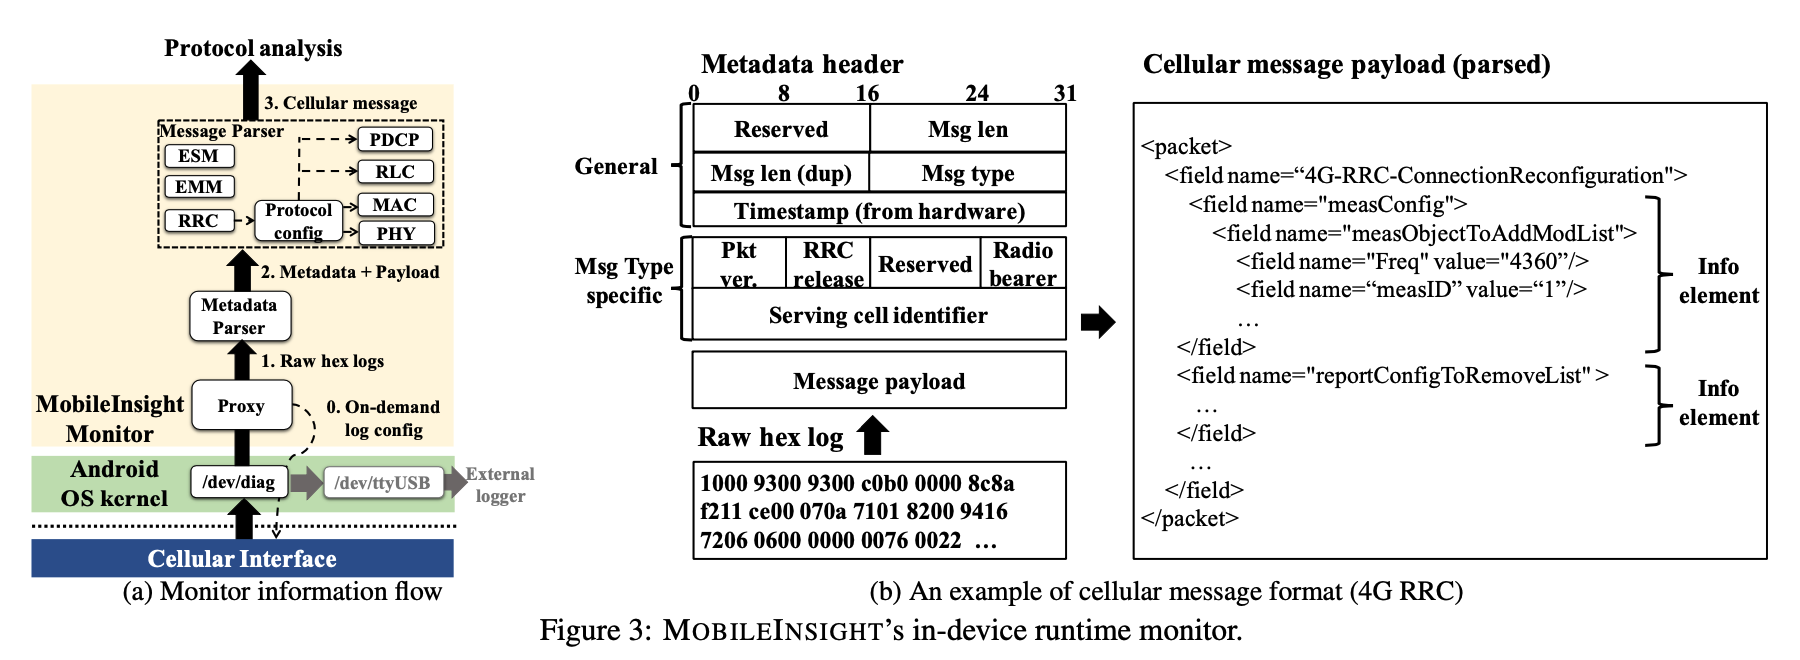 Protocol analysis
3. Cellular message
Message Parser
ESM
EMM
RRC
Protocol
config
PDCP
RLC
MAC
PHY
2. Metadata + Payload
Metadata
Parser
1. Raw hex logs
MobileInsight
Monitor
Proxy
0. On-demand
log config
Android
OS kernel
/dev/diag
/dev/ttyUSB
External
logger
Cellular Interface
(a) Monitor information flow
Metadata header
0 8 16 24 31
General
Reserved
Msg len
Msg len (dup)
Msg type
Timestamp (from hardware)
Msg Type
specific
Pkt
ver.
RRC
release
Reserved
Radio
bearer
Serving cell identifier
Message payload
Raw hex log
1000 9300 9300 c0b0 0000 8c8a
f211 ce00 070a 7101 8200 9416
7206 0600 0000 0076 0022 ...
Cellular message payload (parsed)
<packet>
<field name=“4G-RRC-ConnectionReconfiguration">
<field name="measConfig">
<field name="measObjectToAddModList">
<field name="Freq" value="4360”/>
<field name=“measID” value=“1”/>
...
</field>
<field name="reportConfigToRemoveList" >
...
</field>
...
</field>
</packet>
Info
element
Info
element
(b) An example of cellular message format (4G RRC)
Figure 3: MOBILEINSIGHT’s in-device runtime monitor.